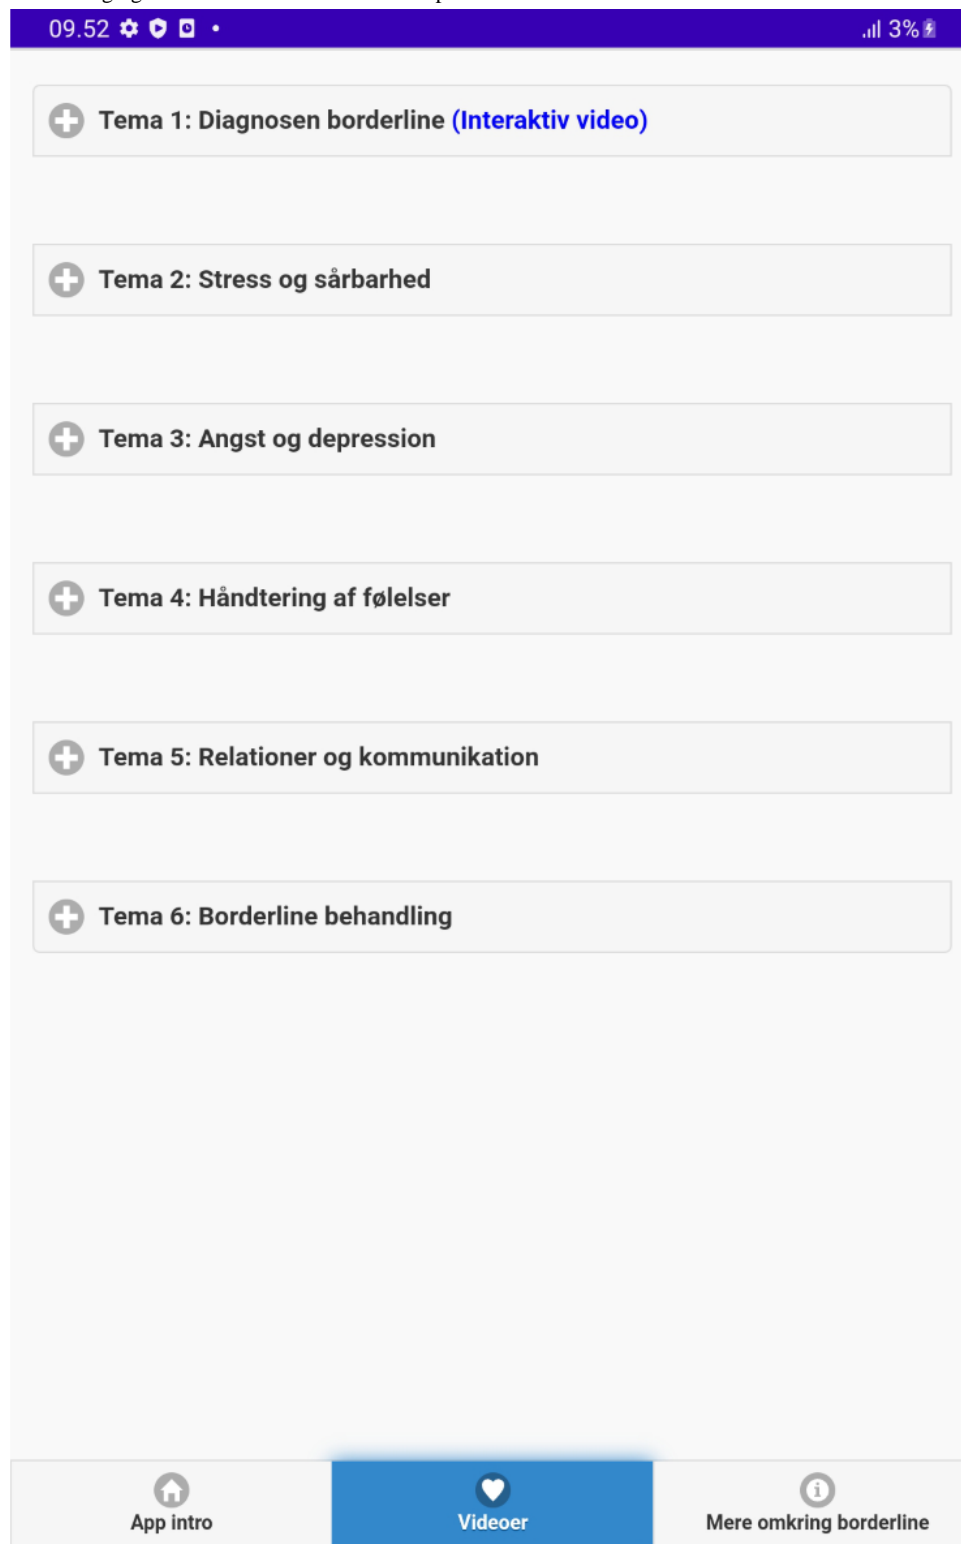 09.52
3%
Tema 1: Diagnosen borderline (Interaktiv video)
Tema 2: Stress og sårbarhed
Tema 3: Angst og depression
Tema 4: Håndtering af følelser
Tema 5: Relationer og kommunikation
Tema 6: Borderline behandling
App intro
Videoer
Mere omkring borderline